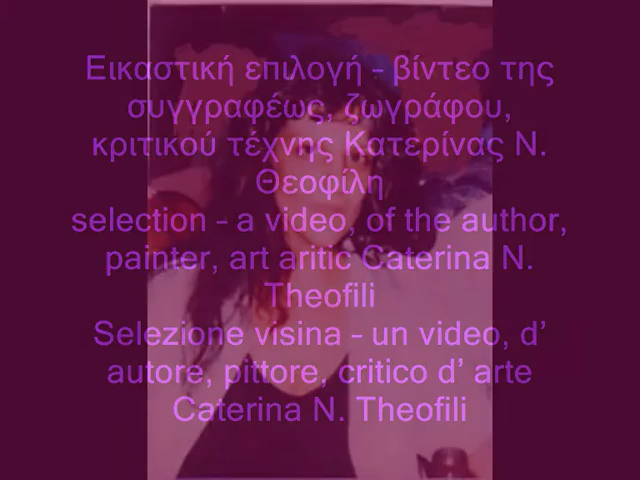 Εικαστική επιλογή – βίντεο της
συγγραφέως, ζωγράφου,
κριτικού τέχνης Κατερίνας Ν.
Θεοφίλη
selection – a video, of the author,
painter, art aritic Caterina N.
Theofili
Selezione visina – un video, d’
autore, pittore, critico d’ arte
Caterina N. Theofili